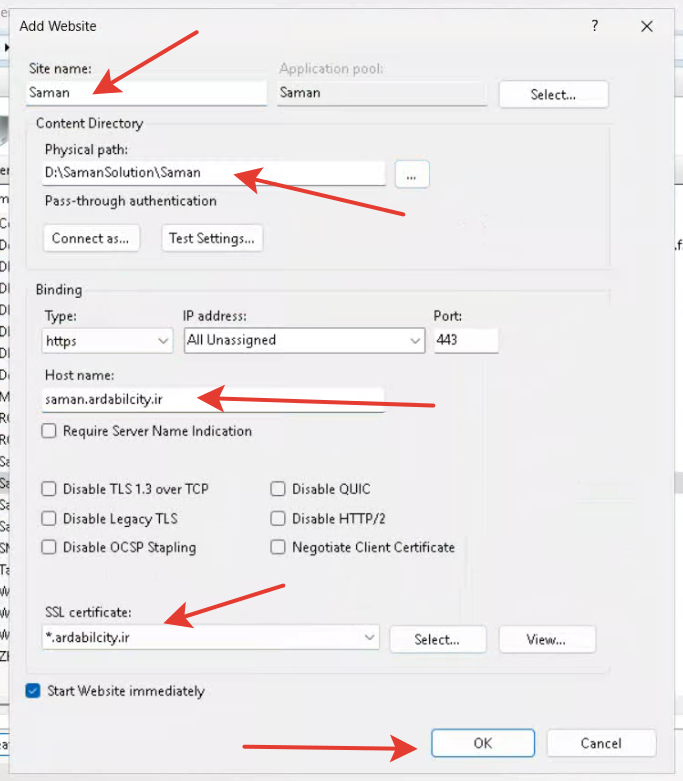 Add Website
?
Site name:
Application pool:
Saman
Saman
Select...
Content Directory
Physical path:
D:\SamanSolution\Saman
...
Pass-through authentication
Connect as...
Test Settings...
Binding
Type:
IP address:
Port:
https
All Unassigned
443
Host name:
saman.ardabilcity.ir
Require Server Name Indication
Disable TLS 1.3 over TCP
Disable QUIC
Disable Legacy TLS
Disable HTTP/2
Disable OCSP Stapling
Negotiate Client Certificate
SSL certificate:
*.ardabilcity.ir
Select...
View...
Start Website immediately
OK
Cancel